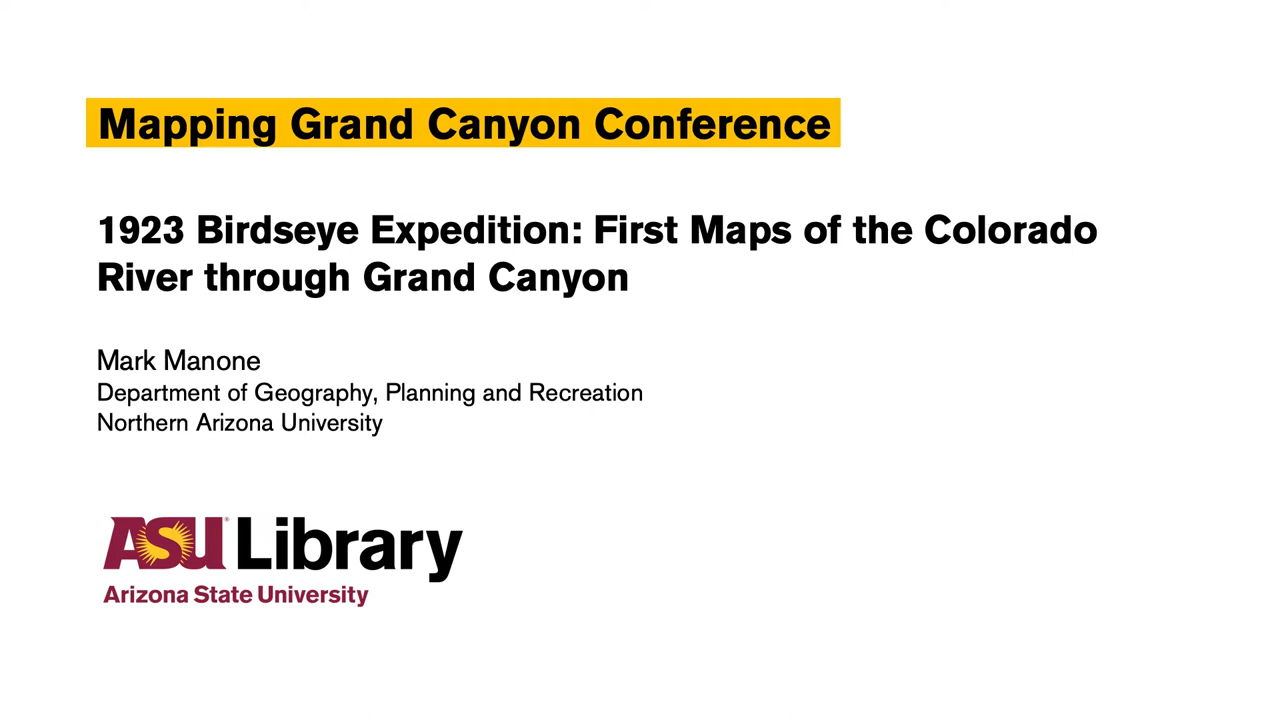 Mapping Grand Canyon Conference
1923 Birdseye Expedition: First Maps of the Colorado
River through Grand Canyon
Mark Manone
Department of Geography, Planning and Recreation
Northern Arizona University
ASU® Library
Arizona State University